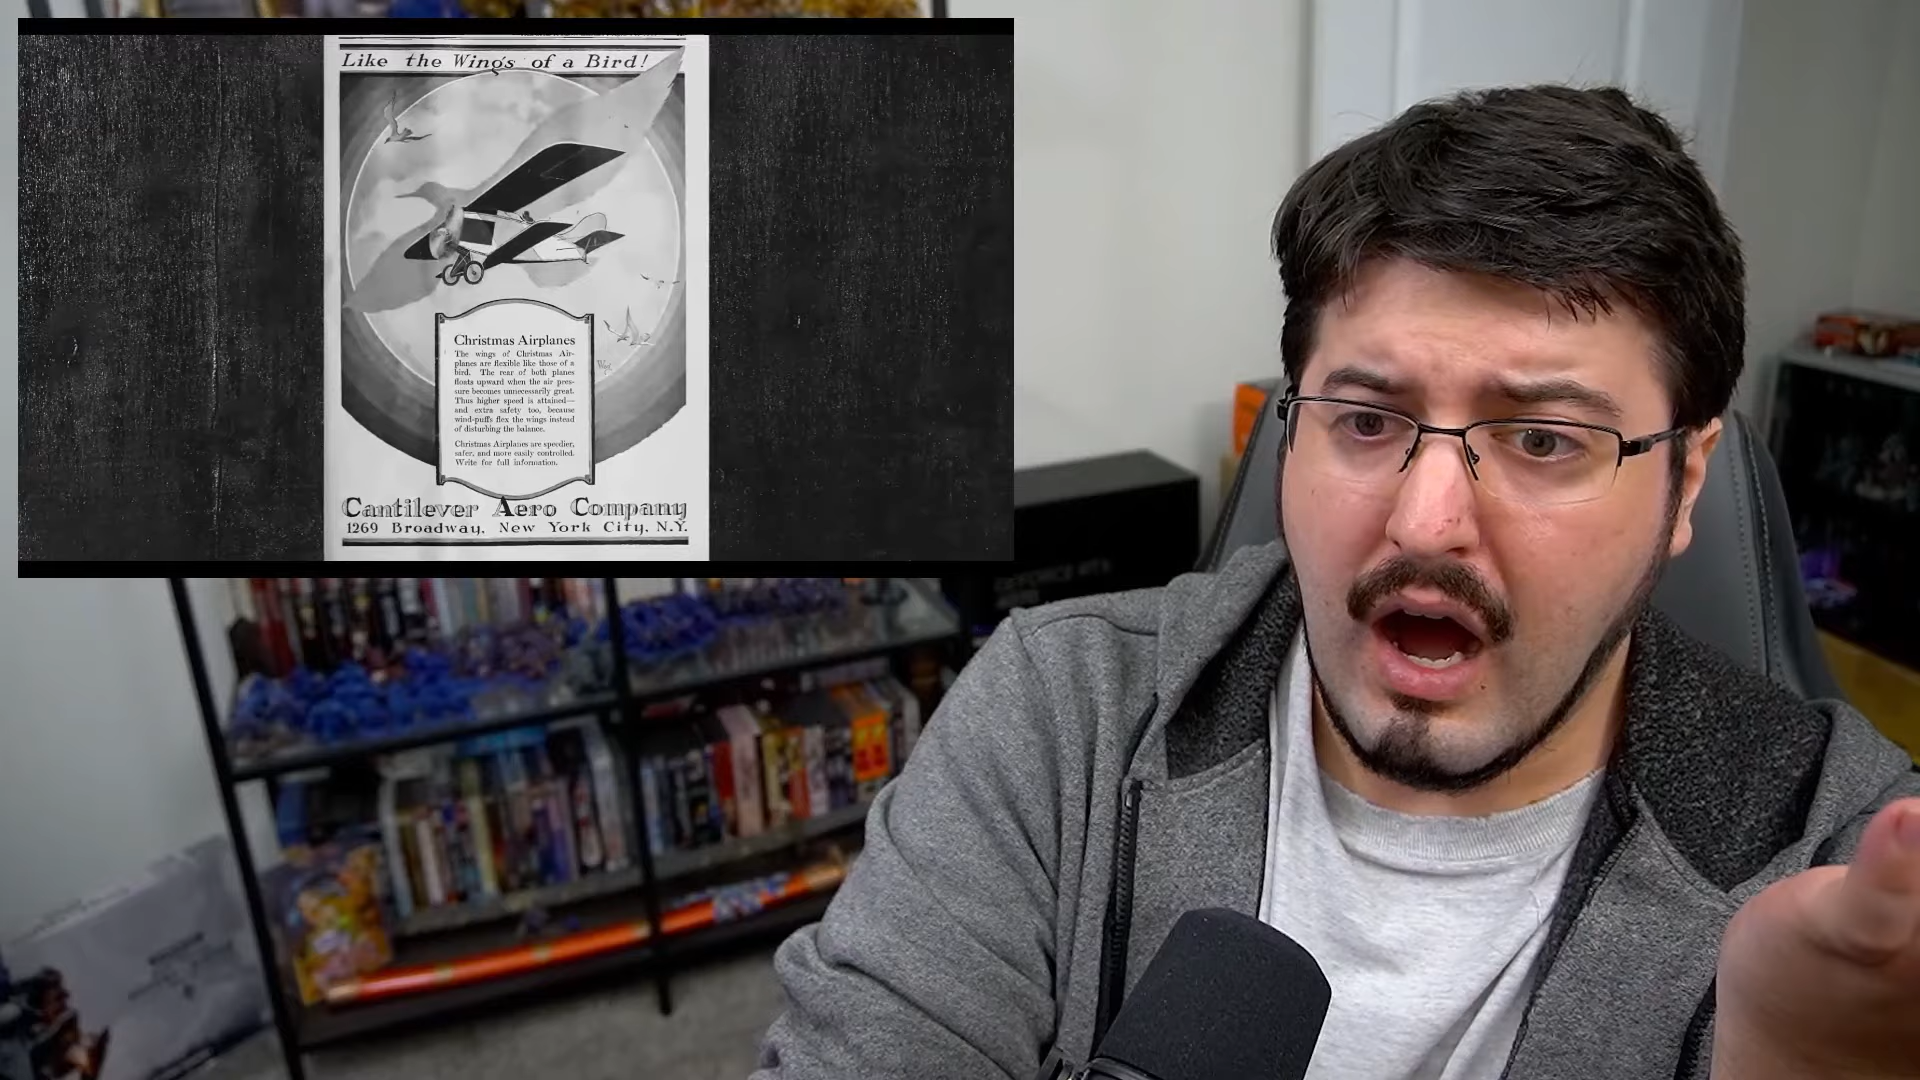 Like the Wings of a Bird!
Christmas Airplanes
The wings of Christmas Air-
planes are flexible like those of a
bird. The rear of both planes
floats upward when the air pres-
sure becomes unnecessarily great.
Thus higher speed is attained—
and extra safety too, because
wind-puffs flex the wings instead
of disturbing the balance.
Christmas Airplanes are speedier,
safer, and more easily controlled.
Write for full information.
Cantilever Aero Company
1269 Broadway, New York City, N.Y.